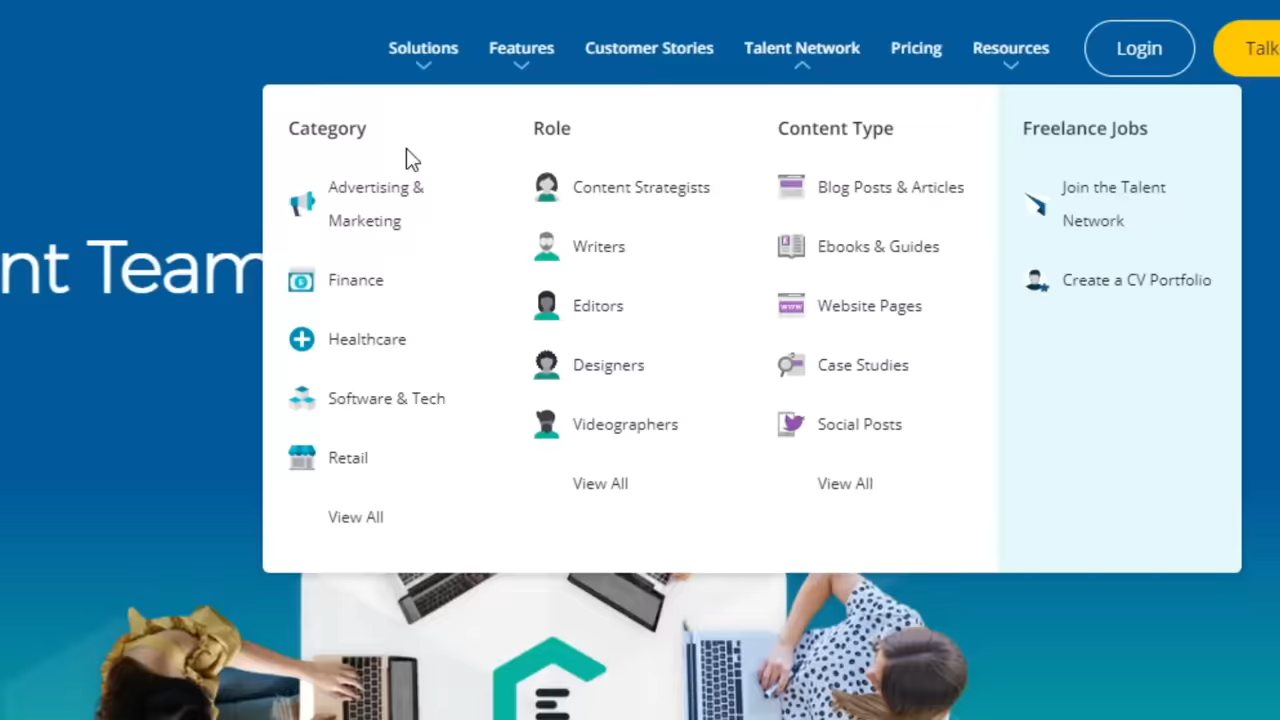 Solutions
Features
Customer Stories
Talent Network
Pricing
Resources
Login
Talk
nt Team
Category
Advertising &
Marketing
Finance
Healthcare
Software & Tech
Retail
View All
Role
Content Strategists
Writers
Editors
Designers
Videographers
View All
Content Type
Blog Posts & Articles
Ebooks & Guides
www
Website Pages
Case Studies
Social Posts
View All
Freelance Jobs
Join the Talent
Network
Create a CV Portfolio